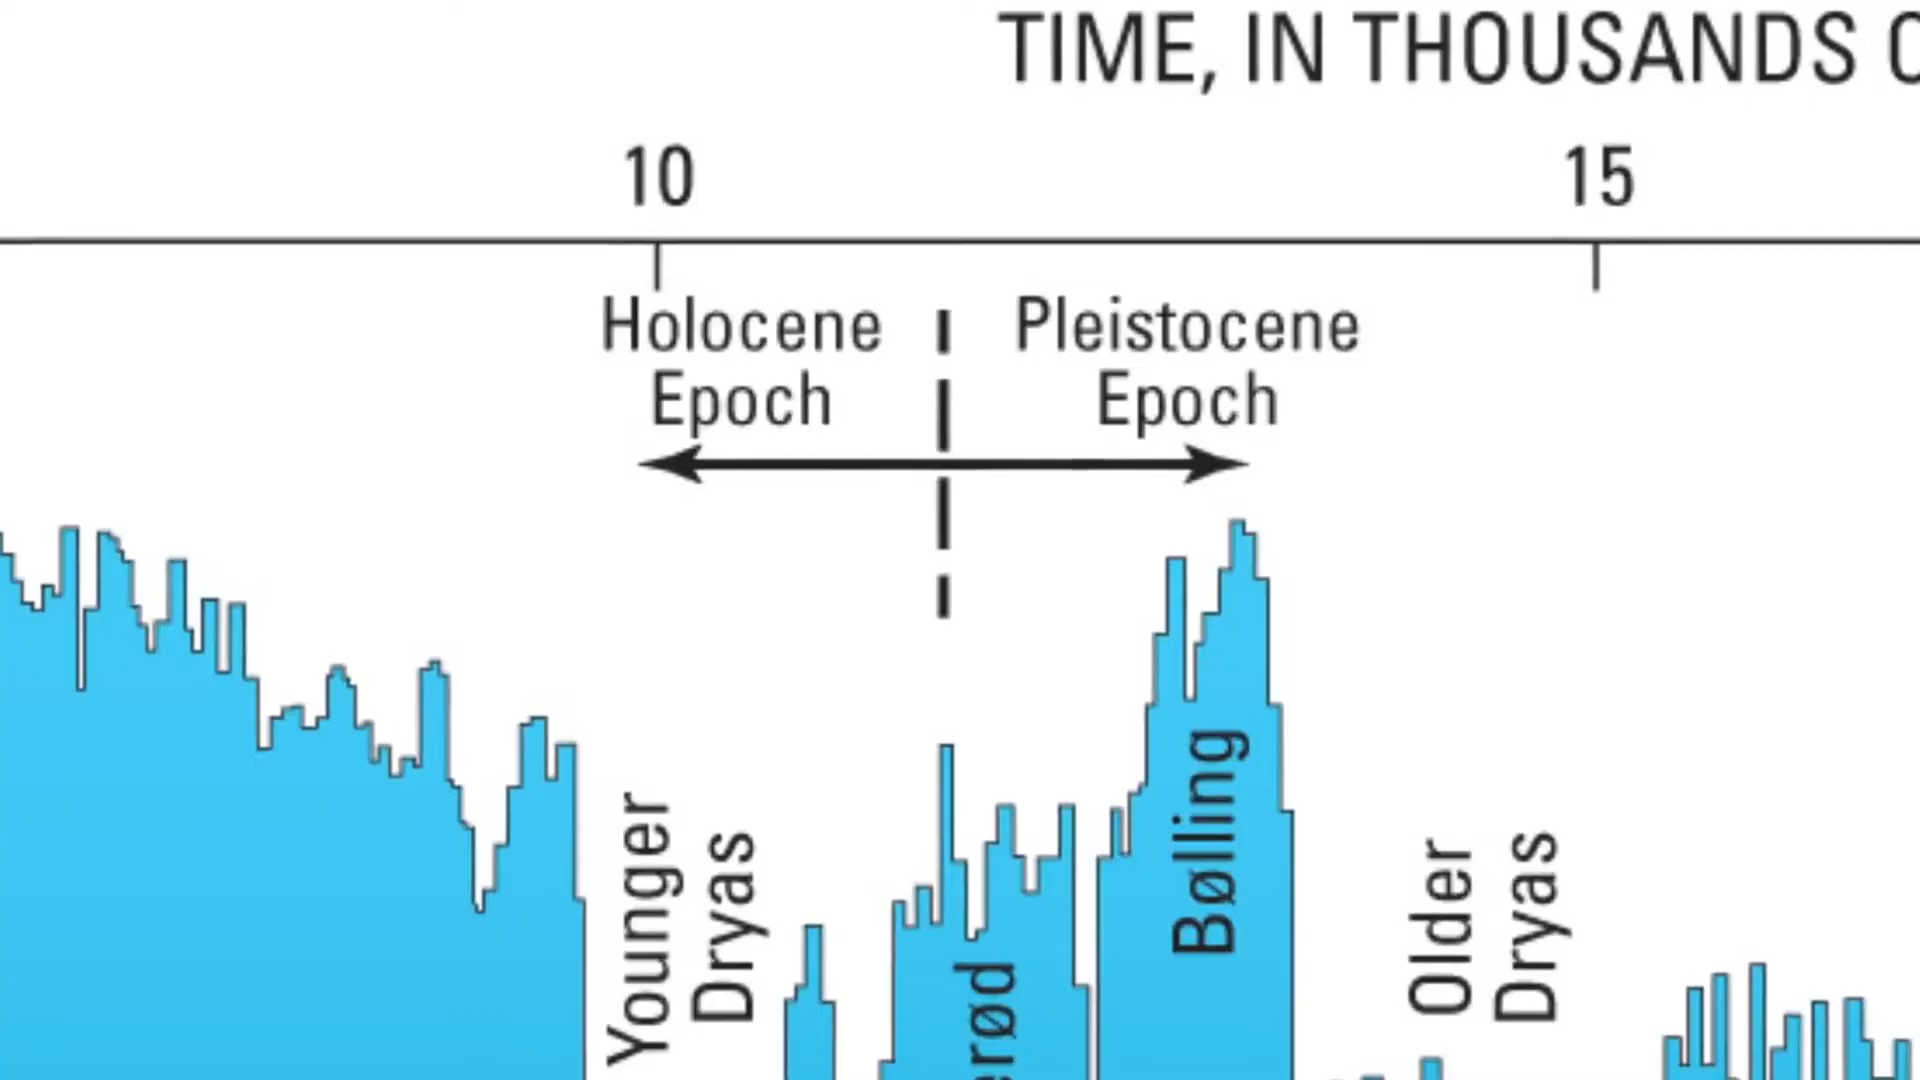 TIME, IN THOUSANDS
10
15
Holocene
Epoch
Pleistocene
Epoch
Younger
Dryas
Bølling
Older
Dryas